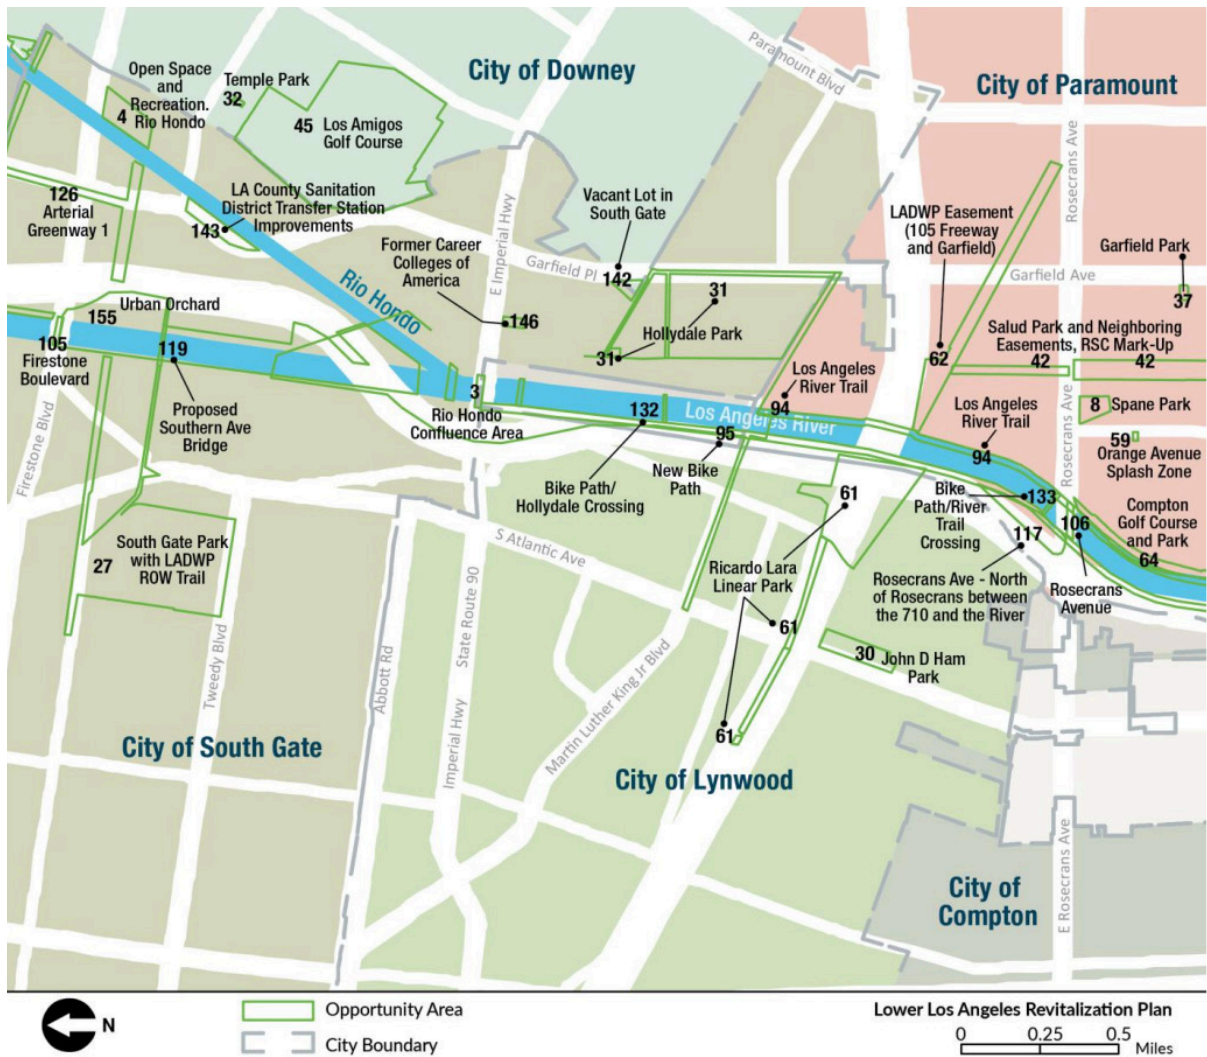 City of Downey
Paramount Blvd
City of Paramount
Open Space
and
Recreation.
Rio Hondo
4
Temple Park
32
45
Los Amigos
Golf Course
Rosecrans Ave
126
Arterial
Greenway 1
LA County Sanitation
District Transfer Station
Improvements
143
E Imperial Hwy
Vacant Lot in
South Gate
142
LADWP Easement
(105 Freeway
and Garfield)
62
Garfield Park
37
Former Career
Colleges of
America
146
Garfield Pl
Garfield Ave
Rio Hondo
31
Hollydale Park
31
Urban Orchard
155
105
Firestone
Boulevard
119
Proposed
Southern Ave
Bridge
Salud Park and Neighboring
Easements, RSC Mark-Up
42
42
Los Angeles
River Trail
94
3
Rio Hondo
Confluence Area
132
Los Angeles River
95
New Bike
Path
Bike Path/
Hollydale Crossing
Los Angeles
River Trail
94
8
Spane Park
59
Orange Avenue
Splash Zone
Rosecrans Ave
Firestone Blvd
61
Bike
Path/River
Trail
Crossing
133
106
Compton
Golf Course
and Park
64
117
Rosecrans Ave - North
of Rosecrans between
the 710 and the River
Rosecrans
Avenue
27
South Gate Park
with LADWP
ROW Trail
S Atlantic Ave
Ricardo Lara
Linear Park
61
61
30
John D Ham
Park
Tweedy Blvd
Abbott Rd
State Route 90
Imperial Hwy
Martin Luther King Jr Blvd
City of South Gate
City of Lynwood
City of
Compton
E Rosecrans Ave
N
Opportunity Area
City Boundary
Lower Los Angeles Revitalization Plan
0 0.25 0.5
Miles